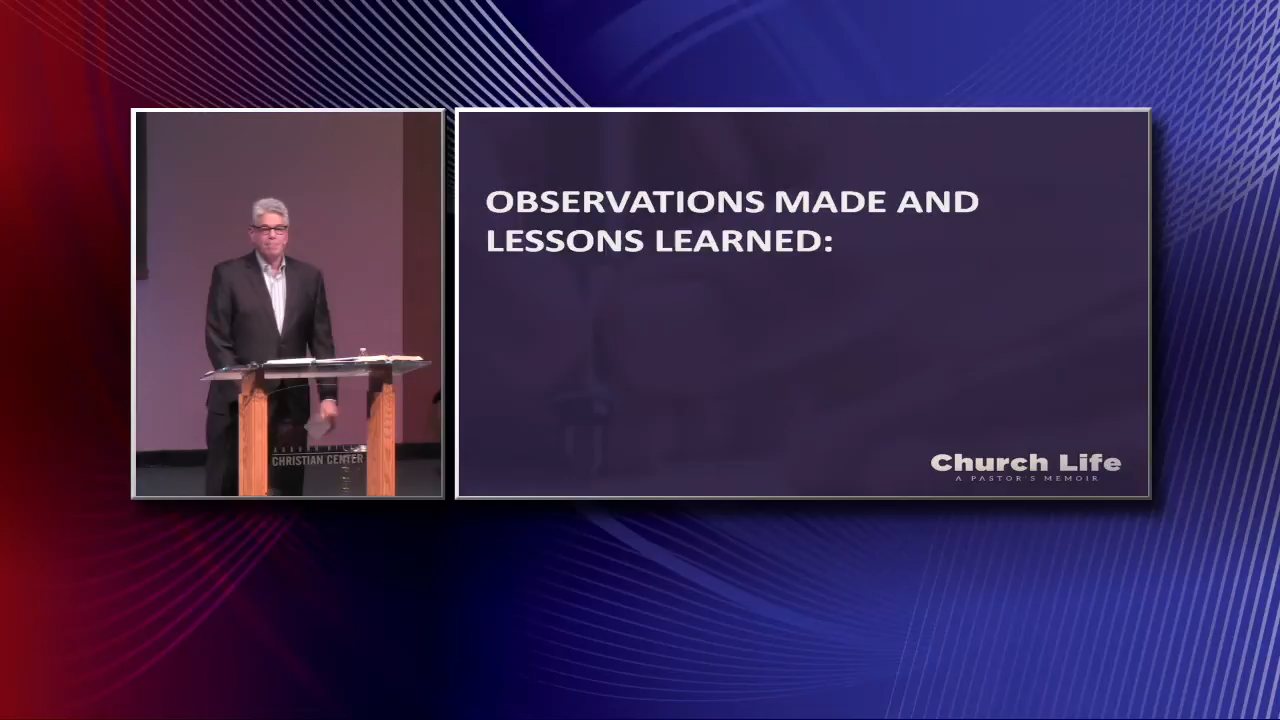 OBSERVATIONS MADE AND
LESSONS LEARNED:
Church Life
A PASTOR'S MEMOIR
CHRISTIAN CENTER